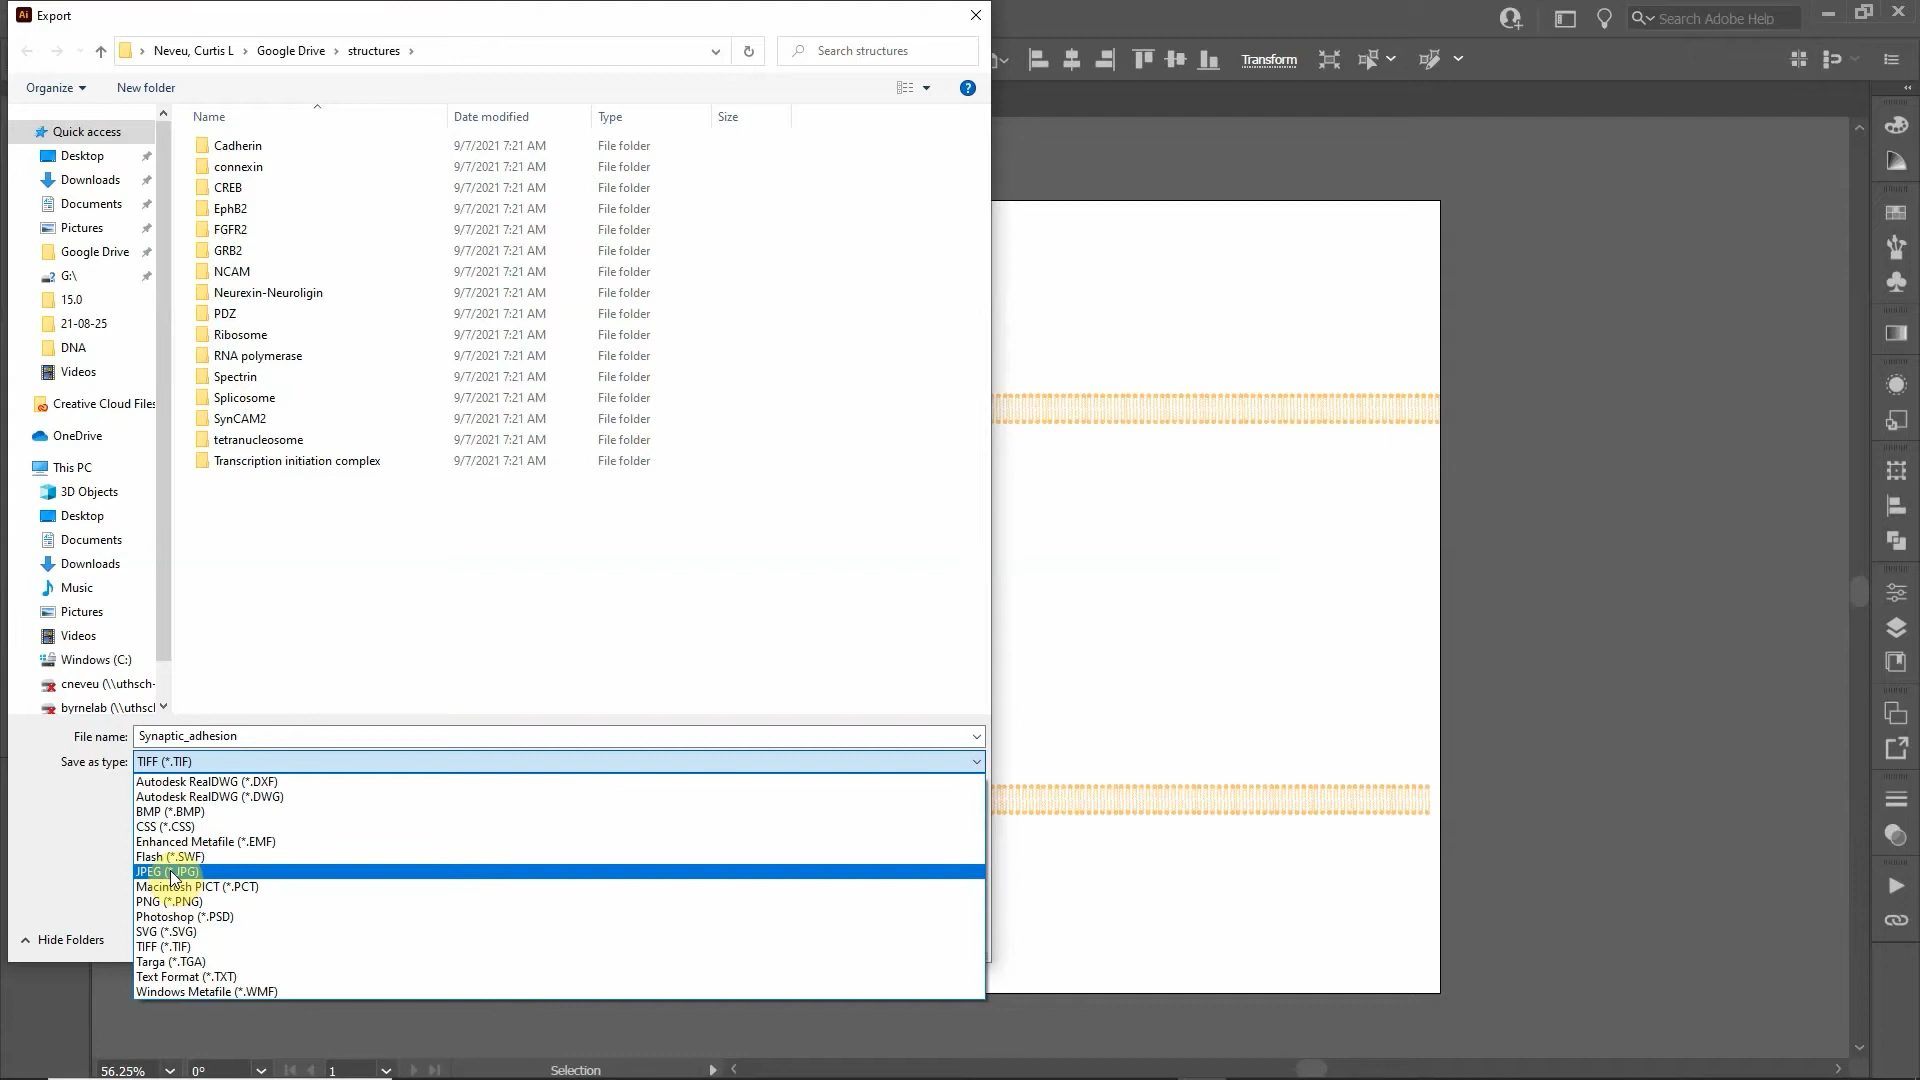 Ai Export
Search Adobe Help
Neveu, Curtis L › Google Drive › structures ›
Search structures
Transform
Organize
New folder
Name
Date modified
Type
Size
Quick access
Desktop
Downloads
Documents
Pictures
Google Drive
G:\
15.0
21-08-25
DNA
Videos
Creative Cloud Files
OneDrive
This PC
3D Objects
Desktop
Documents
Downloads
Music
Pictures
Videos
Windows (C:)
cneveu (\\uthsch-
byrnelab (\\uthscl
Cadherin 9/7/2021 7:21 AM File folder
connexin 9/7/2021 7:21 AM File folder
CREB 9/7/2021 7:21 AM File folder
EphB2 9/7/2021 7:21 AM File folder
FGFR2 9/7/2021 7:21 AM File folder
GRB2 9/7/2021 7:21 AM File folder
NCAM 9/7/2021 7:21 AM File folder
Neurexin-Neuroligin 9/7/2021 7:21 AM File folder
PDZ 9/7/2021 7:21 AM File folder
Ribosome 9/7/2021 7:21 AM File folder
RNA polymerase 9/7/2021 7:21 AM File folder
Spectrin 9/7/2021 7:21 AM File folder
Splicosome 9/7/2021 7:21 AM File folder
SynCAM2 9/7/2021 7:21 AM File folder
tetranucleosome 9/7/2021 7:21 AM File folder
Transcription initiation complex 9/7/2021 7:21 AM File folder
File name: Synaptic_adhesion
Save as type: TIFF (*.TIF)
Autodesk RealDWG (*.DXF)
Autodesk RealDWG (*.DWG)
BMP (*.BMP)
CSS (*.CSS)
Enhanced Metafile (*.EMF)
Flash (*.SWF)
JPEG (*.JPG)
Macintosh PICT (*.PCT)
PNG (*.PNG)
Photoshop (*.PSD)
SVG (*.SVG)
TIFF (*.TIF)
Targa (*.TGA)
Text Format (*.TXT)
Windows Metafile (*.WMF)
Hide Folders
56.25%
0°
1
Selection